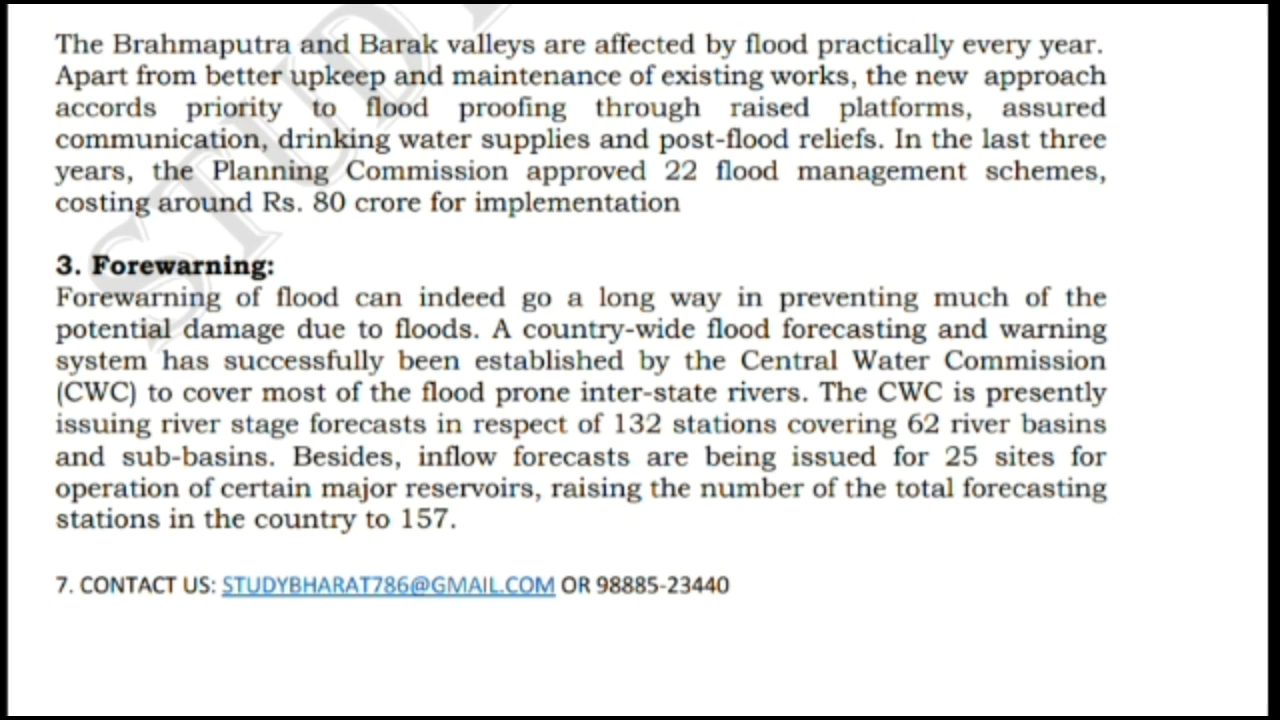 The Brahmaputra and Barak valleys are affected by flood practically every year.
Apart from better upkeep and maintenance of existing works, the new approach
accords priority to flood proofing through raised platforms, assured
communication, drinking water supplies and post-flood reliefs. In the last three
years, the Planning Commission approved 22 flood management schemes,
costing around Rs. 80 crore for implementation
3. Forewarning:
Forewarning of flood can indeed go a long way in preventing much of the
potential damage due to floods. A country-wide flood forecasting and warning
system has successfully been established by the Central Water Commission
(CWC) to cover most of the flood prone inter-state rivers. The CWC is presently
issuing river stage forecasts in respect of 132 stations covering 62 river basins
and sub-basins. Besides, inflow forecasts are being issued for 25 sites for
operation of certain major reservoirs, raising the number of the total forecasting
stations in the country to 157.
7. CONTACT US: STUDYBHARAT786@GMAIL.COM OR 98885-23440